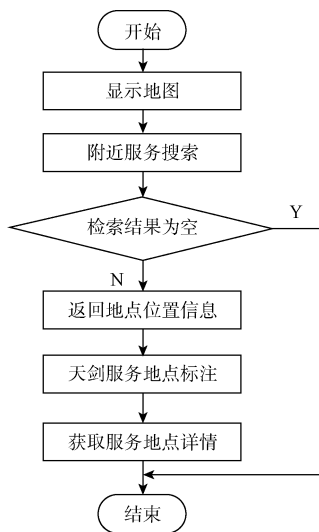 开始
显示地图
附近服务搜索
检索结果为空
Y
N
返回地点位置信息
天剑服务地点标注
获取服务地点详情
结束